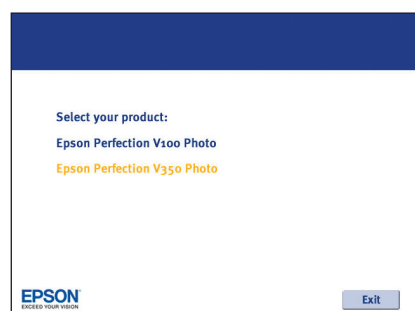 Select your product:
Epson Perfection V100 Photo
Epson Perfection V350 Photo
EPSON
EXCEED YOUR VISION
Exit